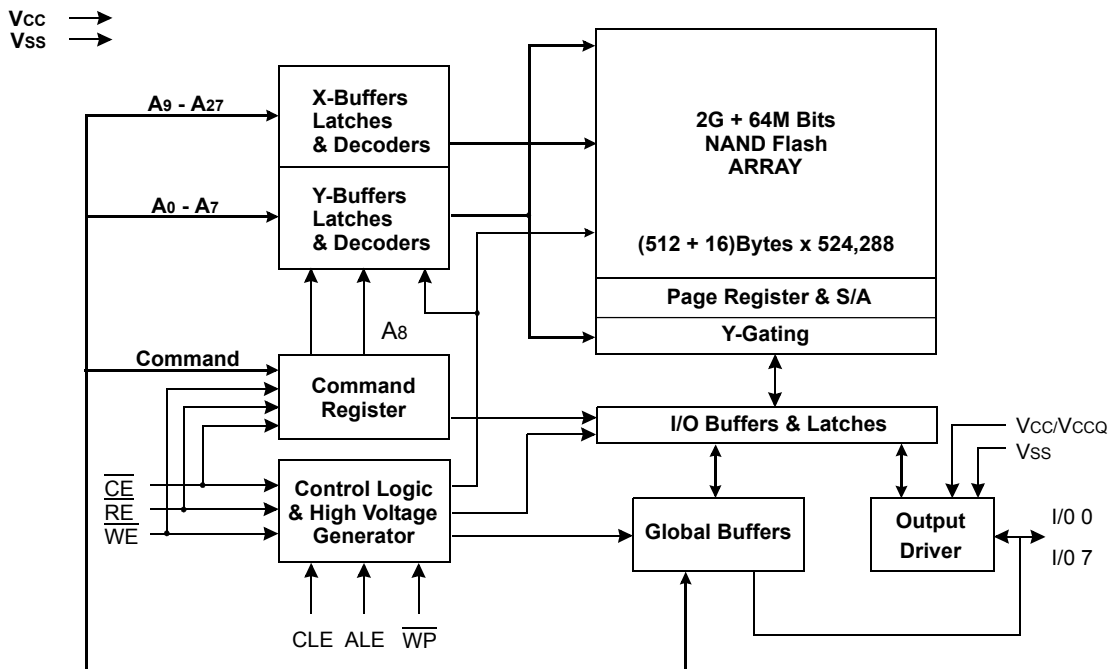 VCC
VSS
A9 - A27
X-Buffers
Latches
& Decoders
2G + 64M Bits
NAND Flash
ARRAY
A0 - A7
Y-Buffers
Latches
& Decoders
(512 + 16)Bytes x 524,288
Page Register & S/A
Y-Gating
A8
Command
Command
Register
I/O Buffers & Latches
VCC/VCCQ
VSS
CE
RE
WE
Control Logic
& High Voltage
Generator
Global Buffers
Output
Driver
I/0 0
I/0 7
CLE
ALE
WP